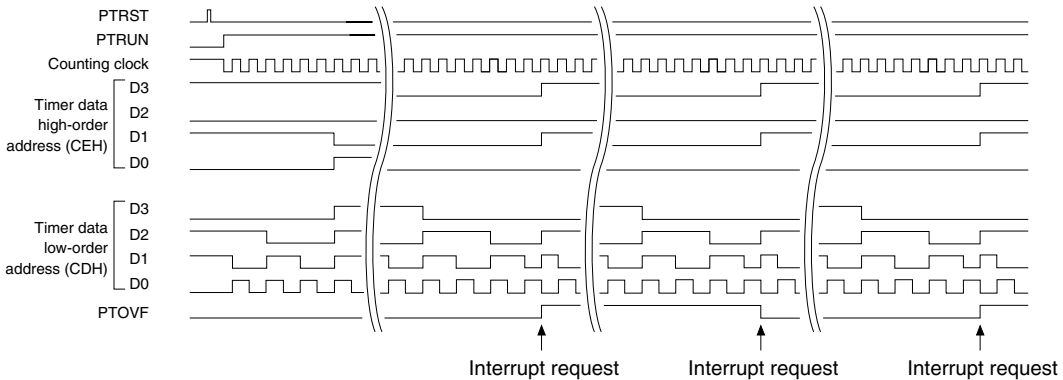 PTRST
PTRUN
Counting clock
Timer data
high-order
address (CEH)
D3
D2
D1
D0
Timer data
low-order
address (CDH)
D3
D2
D1
D0
PTOVF
Interrupt request
Interrupt request
Interrupt request